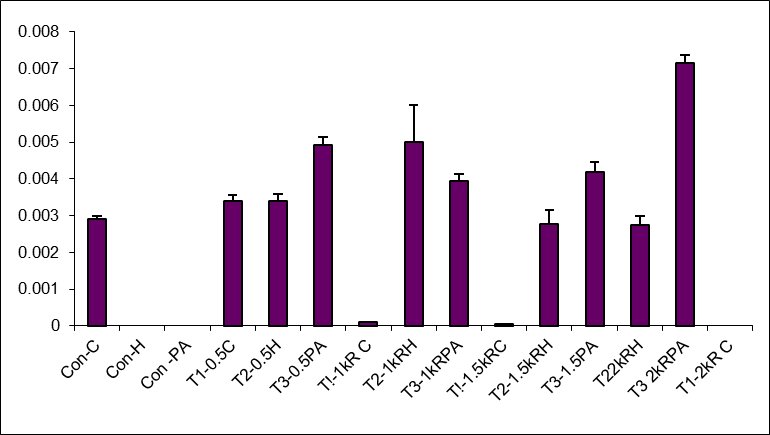 0.008
0.007
0.006
0.005
0.004
0.003
0.002
0.001
0
Con-C
Con-H
Con -PA
T1-0.5C
T2-0.5H
T3-0.5PA
T!-1kR C
T2-1kRH
T3-1kRPA
T!-1.5kRC
T2-1.5kRH
T3-1.5PA
T22kRH
T3 2kRPA
T1-2kR C